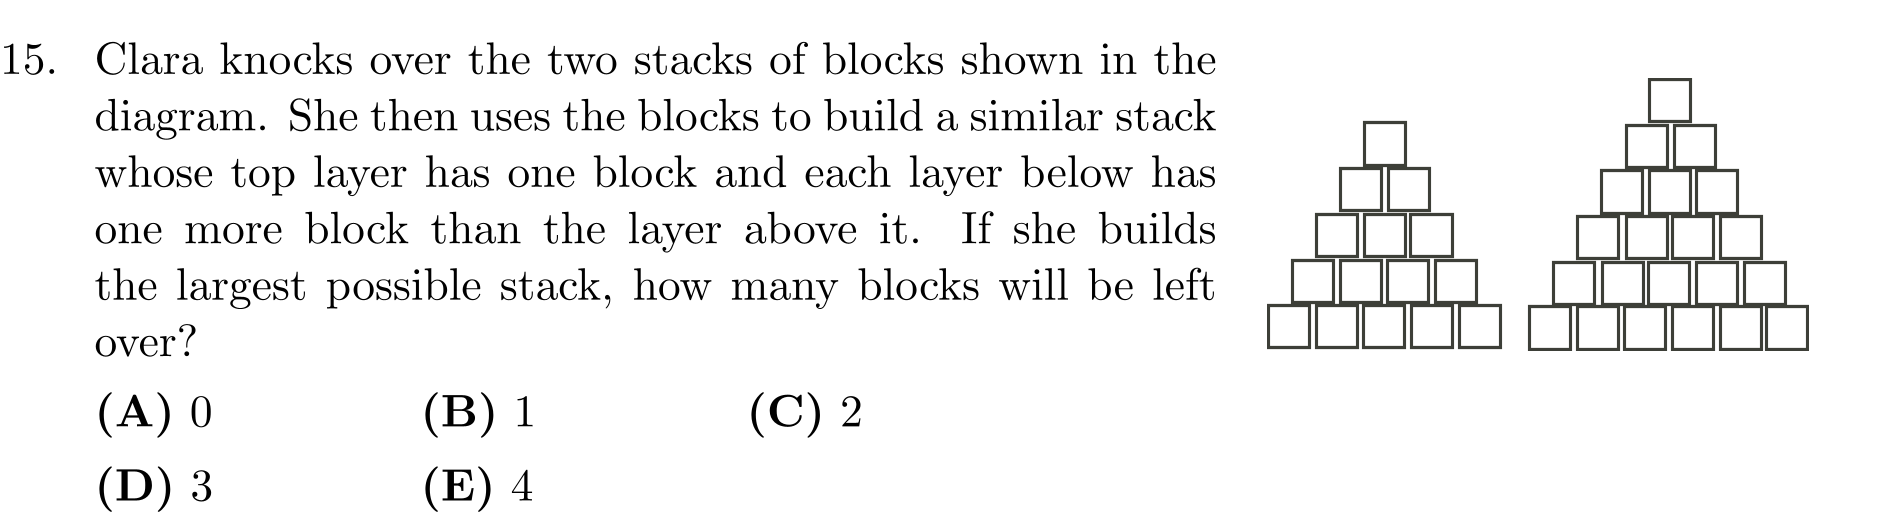 15. Clara knocks over the two stacks of blocks shown in the
diagram. She then uses the blocks to build a similar stack
whose top layer has one block and each layer below has
one more block than the layer above it. If she builds
the largest possible stack, how many blocks will be left
over?
(A) 0 (B) 1 (C) 2
(D) 3 (E) 4